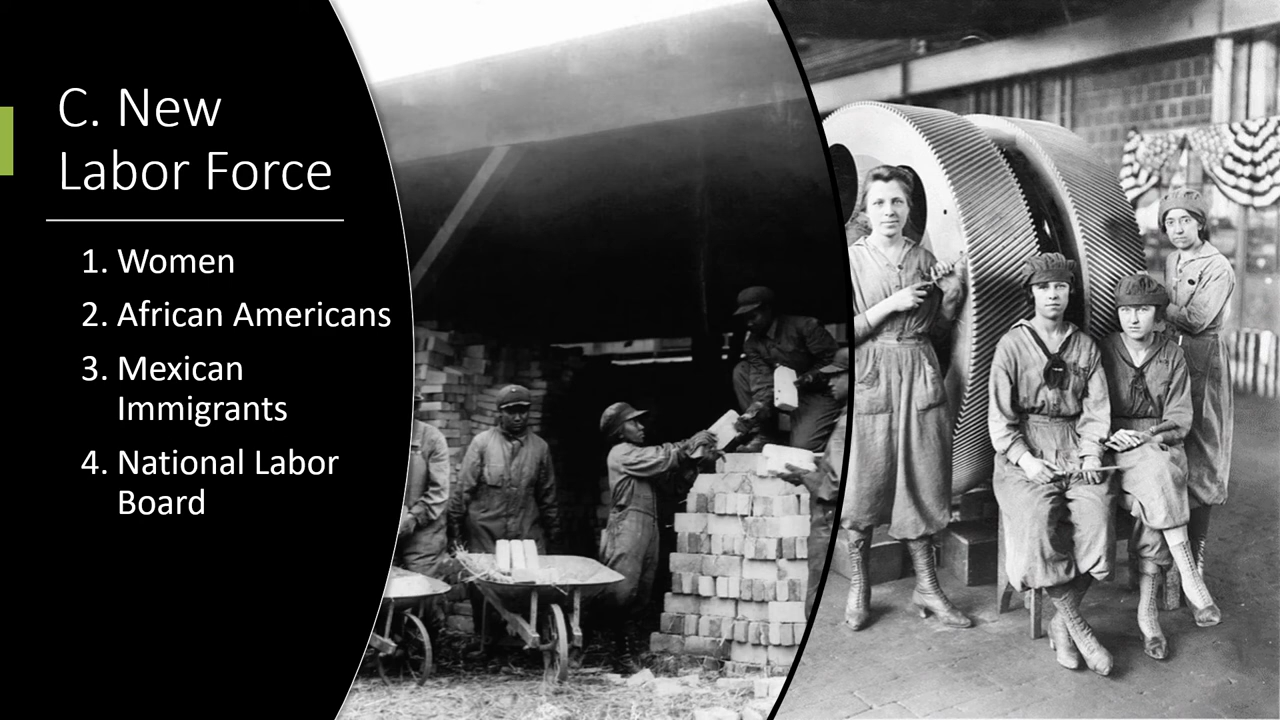 C. New
Labor Force
1. Women
2. African Americans
3. Mexican
Immigrants
4. National Labor
Board